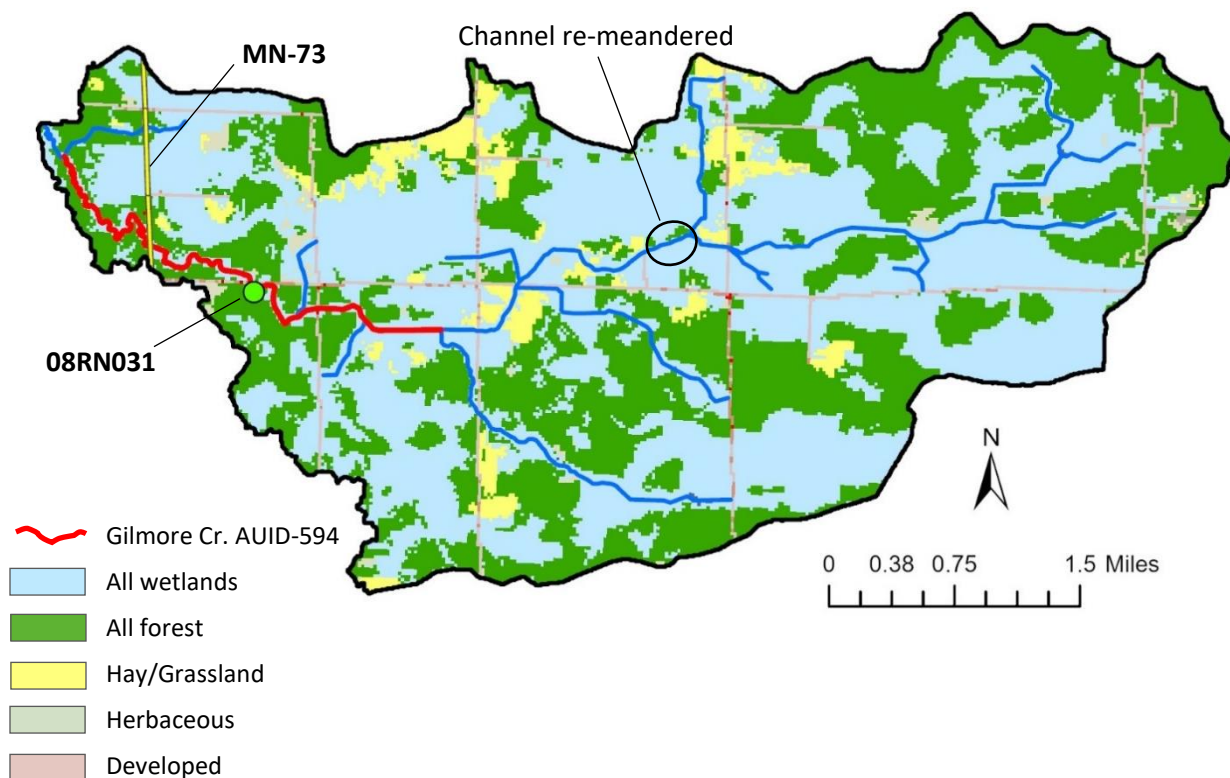 MN-73
Channel re-meandered
08RN031
N
Gilmore Cr. AUID-594
All wetlands
All forest
Hay/Grassland
Herbaceous
Developed
0 0.38 0.75 1.5 Miles